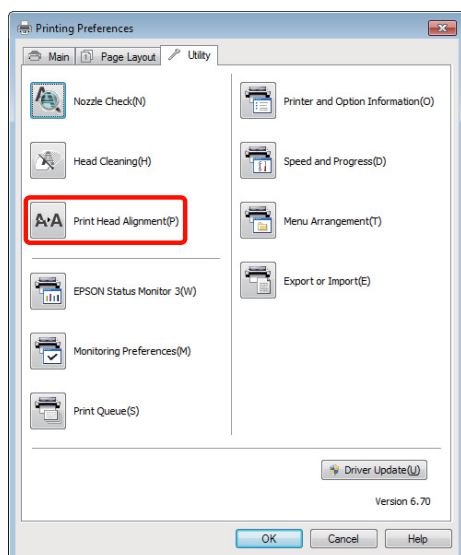 Printing Preferences
Main
Page Layout
Utility
Nozzle Check(N)
Head Cleaning(H)
A‧A Print Head Alignment(P)
EPSON Status Monitor 3(W)
Monitoring Preferences(M)
Print Queue(S)
Printer and Option Information(O)
Speed and Progress(D)
Menu Arrangement(T)
Export or Import(E)
Driver Update(U)
Version 6.70
OK
Cancel
Help